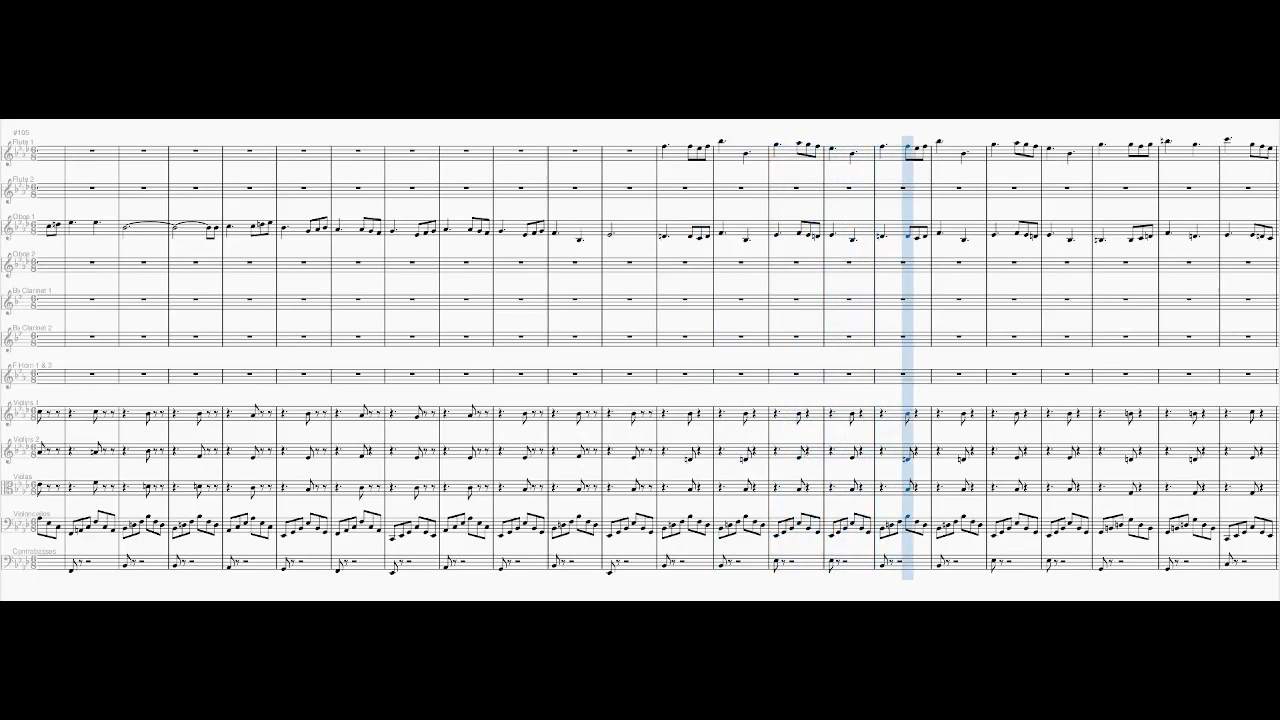 #105
Flute 1
Flute 2
Oboe 1
Oboe 2
B♭ Clarinet 1
B♭ Clarinet 2
F Horn 1 & 3
Violins 1
Violins 2
Violas
Violoncellos
Contrabasses